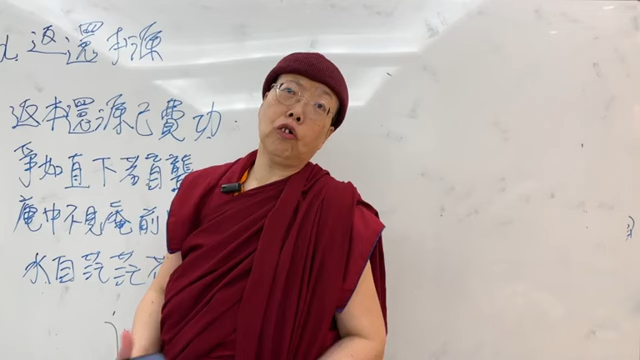 返還本源
返本還源已費功
爭如直下若盲聾
庵中不見庵前
水自茫茫